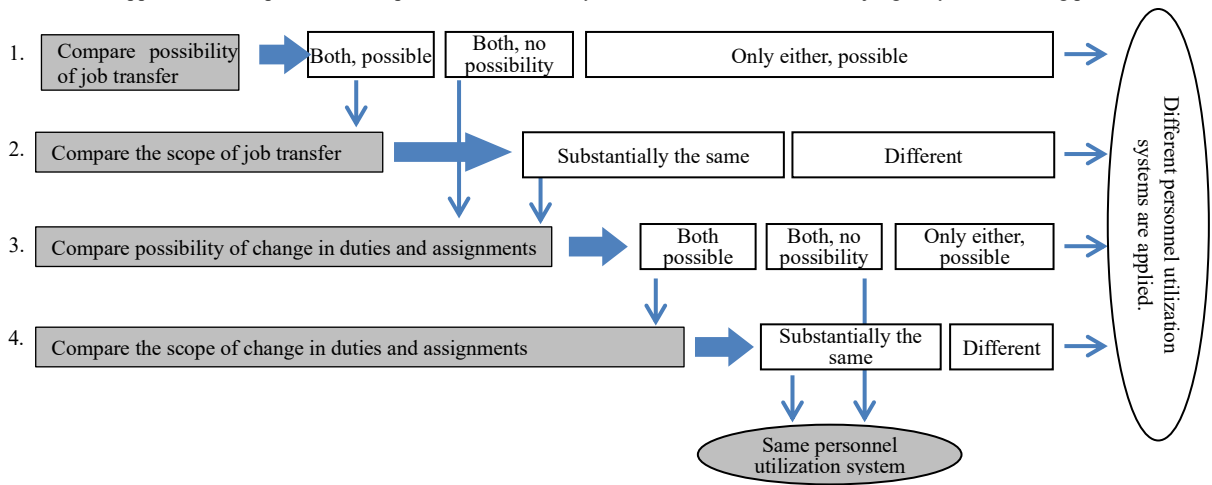 1.
Compare possibility
of job transfer
Both, possible
Both, no
possibility
Only either, possible
2.
Compare the scope of job transfer
Substantially the same
Different
3.
Compare possibility of change in duties and assignments
Both
possible
Both, no
possibility
Only either,
possible
4.
Compare the scope of change in duties and assignments
Substantially the
same
Different
Different personnel utilization
systems are applied.
Same personnel
utilization system